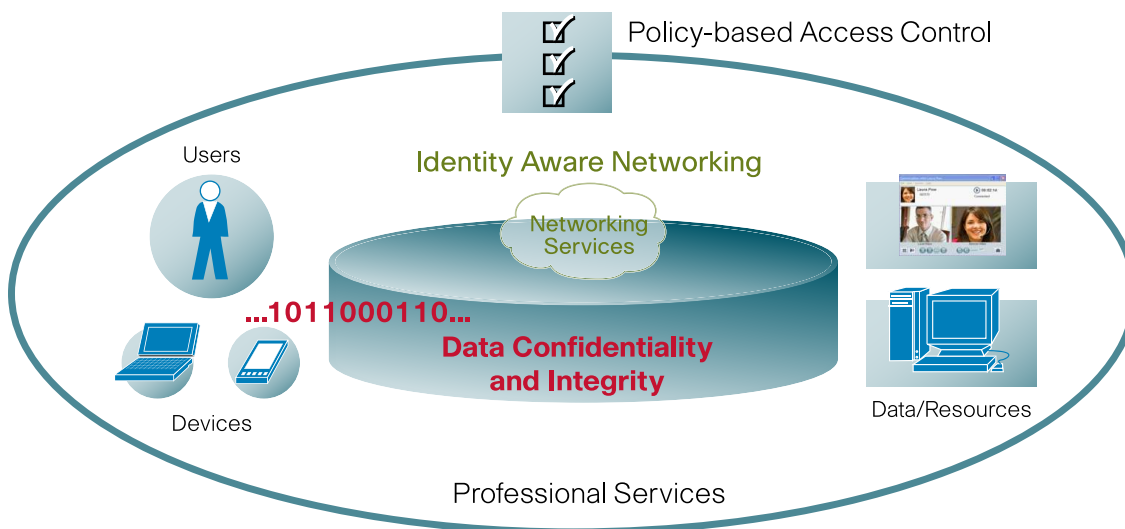 Policy-based Access Control
Users
Identity Aware Networking
Networking
Services
...1011000110...
Data Confidentiality
and Integrity
Devices
Data/Resources
Professional Services